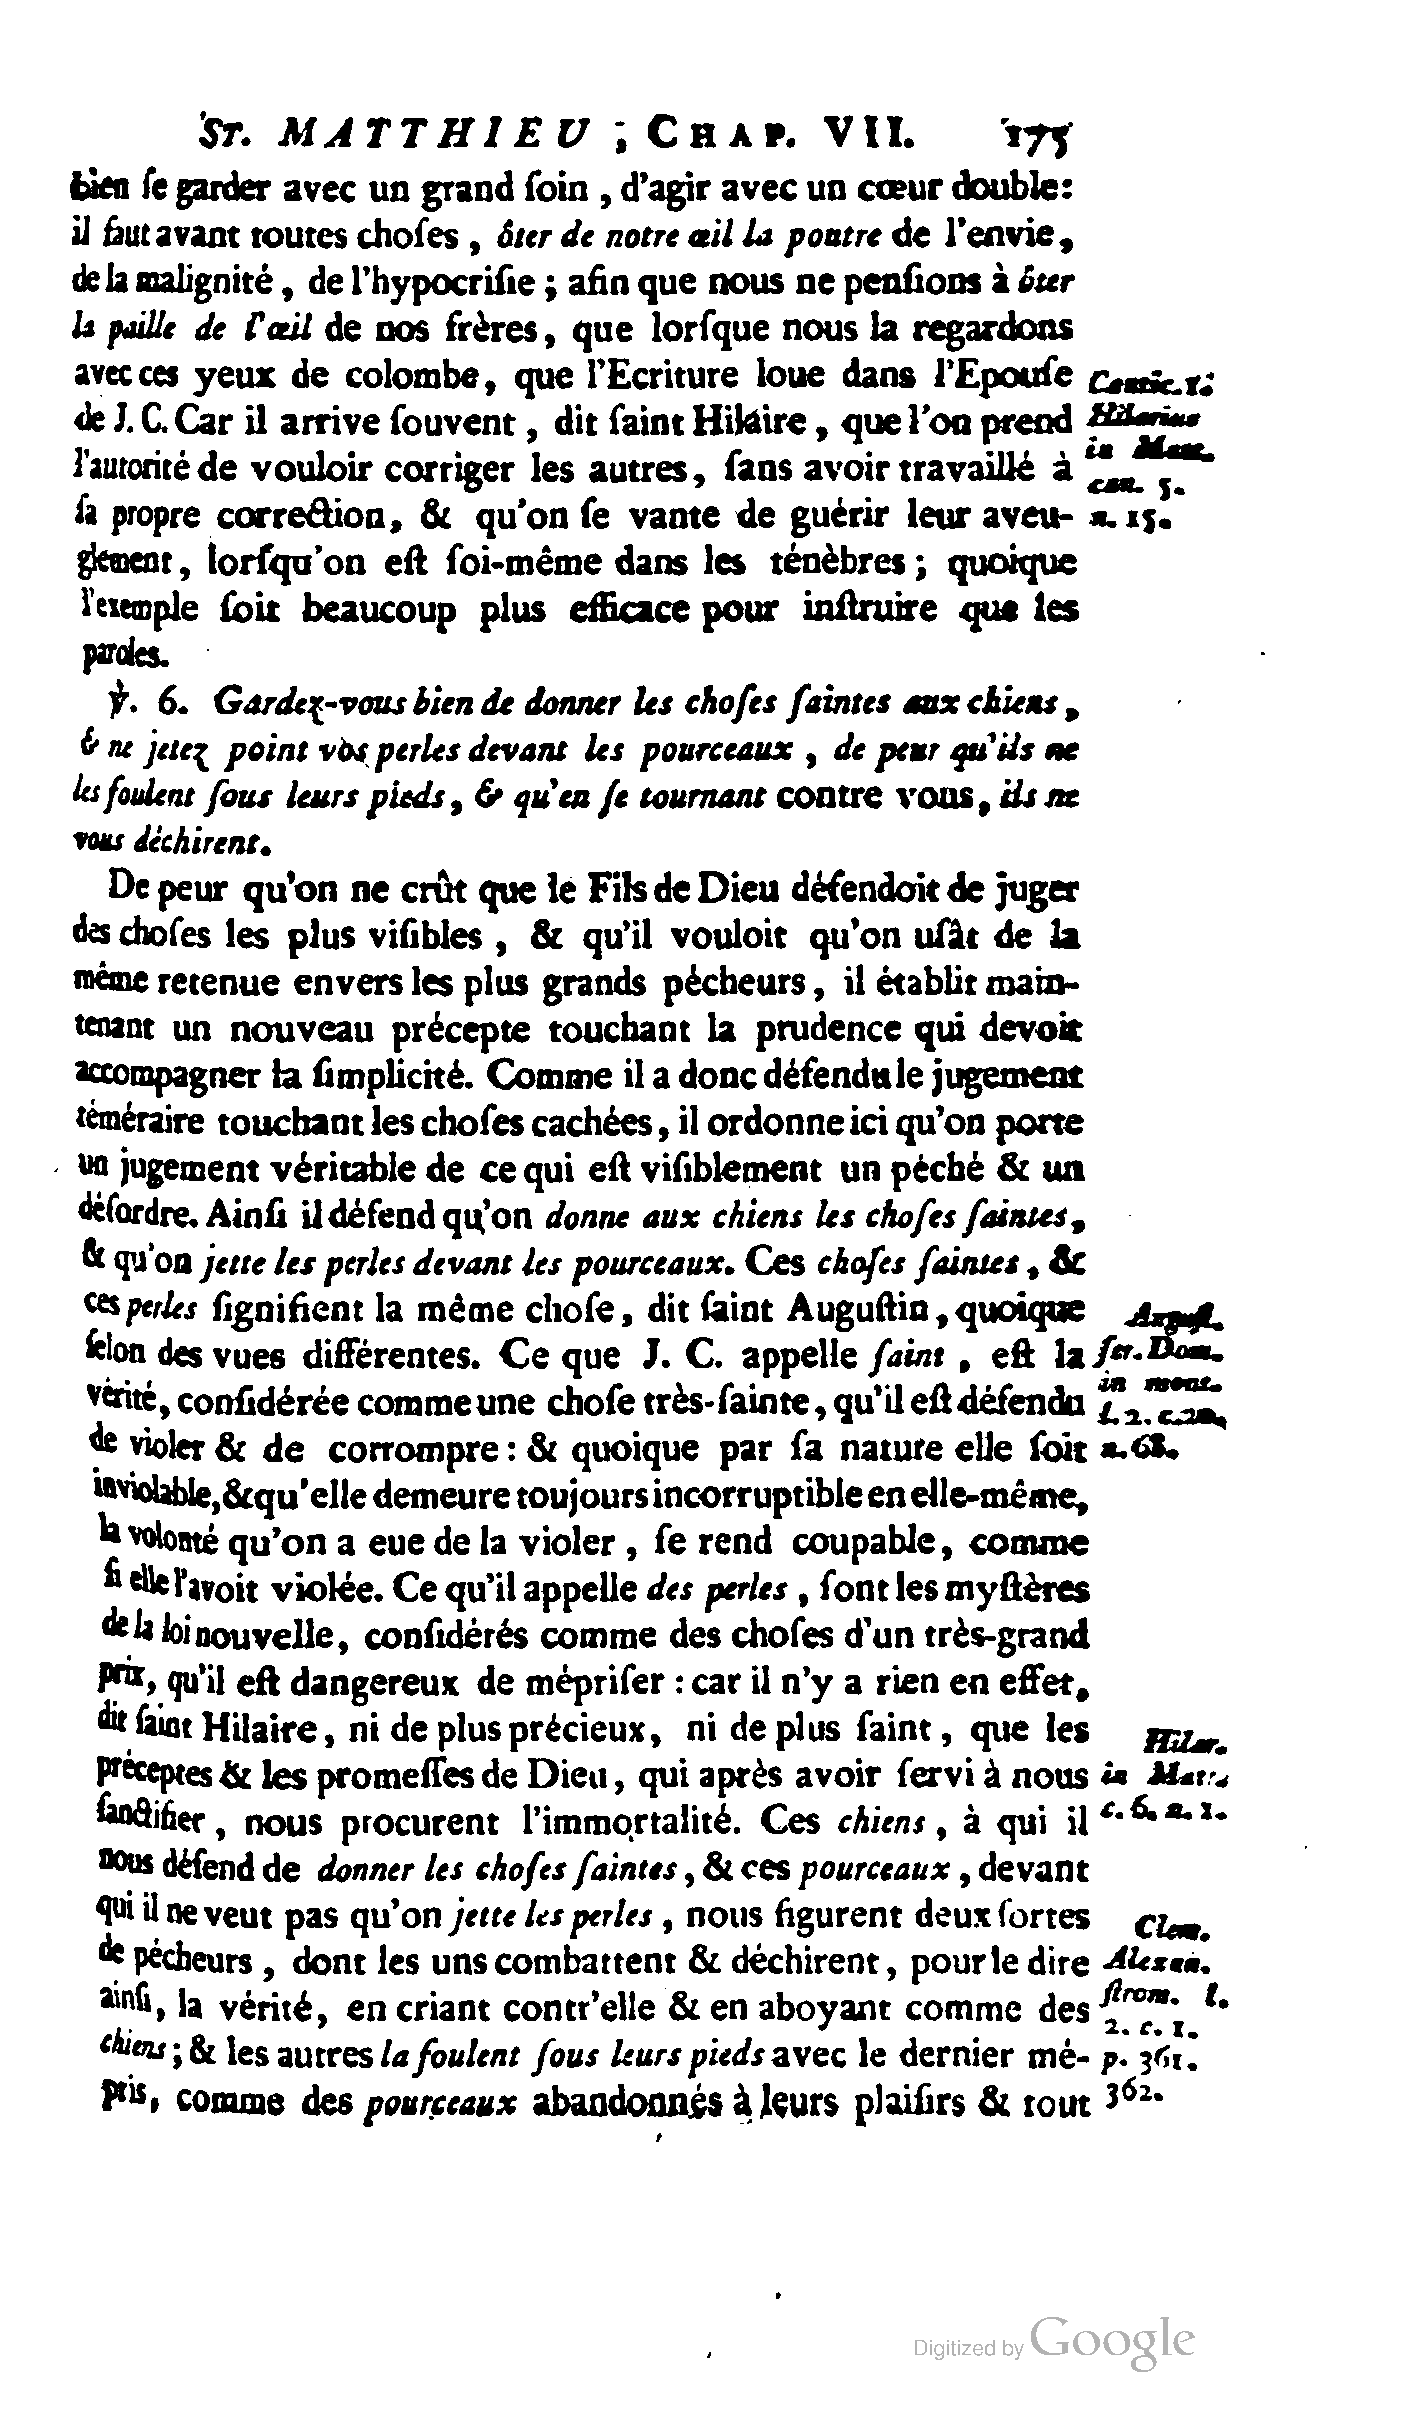 ST. MATTHIEU ; CHAP. VII. 175
bien ſe garder avec un grand ſoin , d'agir avec un cœur double:
il faut avant toutes choſes , ôter de notre œil la poutre de l'envie,
de la malignité, de l'hypocriſie ; afin que nous ne penſions à ôter
la paille de l'œil de nos frères, que lorſque nous la regardons
avec ces yeux de colombe, que l'Ecriture loue dans l'Epouſe
Cantic. 1.
de J. C. Car il arrive ſouvent , dit ſaint Hilaire , que l'on prend
Hilarius
l'autorité de vouloir corriger les autres, ſans avoir travaillé à
in Matt.
can. 5.
ſa propre correction, & qu'on ſe vante de guérir leur aveu-
n. 15.
glement, lorſqu'on eſt ſoi-même dans les ténèbres ; quoique
l'exemple ſoit beaucoup plus efficace pour inſtruire que les
paroles.
℣. 6. Gardez-vous bien de donner les choſes ſaintes aux chiens,
& ne jetez point vos perles devant les pourceaux , de peur qu'ils ne
les foulent ſous leurs pieds, & qu'en ſe tournant contre vous, ils ne
vous déchirent.
De peur qu'on ne crût que le Fils de Dieu défendoit de juger
des choſes les plus viſibles , & qu'il vouloit qu'on uſât de la
même retenue envers les plus grands pécheurs, il établit main-
tenant un nouveau précepte touchant la prudence qui devoit
accompagner la ſimplicité. Comme il a donc défendu le jugement
téméraire touchant les choſes cachées, il ordonne ici qu'on porte
un jugement véritable de ce qui eſt viſiblement un péché & un
déſordre. Ainſi il défend qu'on donne aux chiens les choſes ſaintes,
& qu'on jette les perles devant les pourceaux. Ces choſes ſaintes, &
ces perles ſignifient la même choſe, dit ſaint Auguſtin, quoique
Auguſt.
ſelon des vues différentes. Ce que J. C. appelle ſaint , eſt la
ſer. Dom.
vérité, conſidérée comme une choſe très-ſainte, qu'il eſt défendu
in mont.
l. 2. c. 20.
de violer & de corrompre : & quoique par ſa nature elle ſoit
n. 68.
inviolable, & qu'elle demeure toujours incorruptible en elle-même,
la volonté qu'on a eue de la violer , ſe rend coupable, comme
ſi elle l'avoit violée. Ce qu'il appelle des perles , ſont les myſtères
de la loi nouvelle, conſidérés comme des choſes d'un très-grand
prix, qu'il eſt dangereux de mépriſer : car il n'y a rien en effet,
dit ſaint Hilaire, ni de plus précieux, ni de plus ſaint, que les
Hilar.
préceptes & les promeſſes de Dieu, qui après avoir ſervi à nous
in Matt.
ſanctifier , nous procurent l'immortalité. Ces chiens , à qui il
c. 6. n. 1.
nous défend de donner les choſes ſaintes, & ces pourceaux , devant
qui il ne veut pas qu'on jette les perles , nous figurent deux ſortes
Clem.
de pécheurs , dont les uns combattent & déchirent, pour le dire
Alexan.
ainſi, la vérité, en criant contr'elle & en aboyant comme des
ſtrom. l.
2. c. 1.
chiens ; & les autres la foulent ſous leurs pieds avec le dernier mé-
p. 361.
pris, comme des pourceaux abandonnés à leurs plaiſirs & tout
362.
Digitized by Google